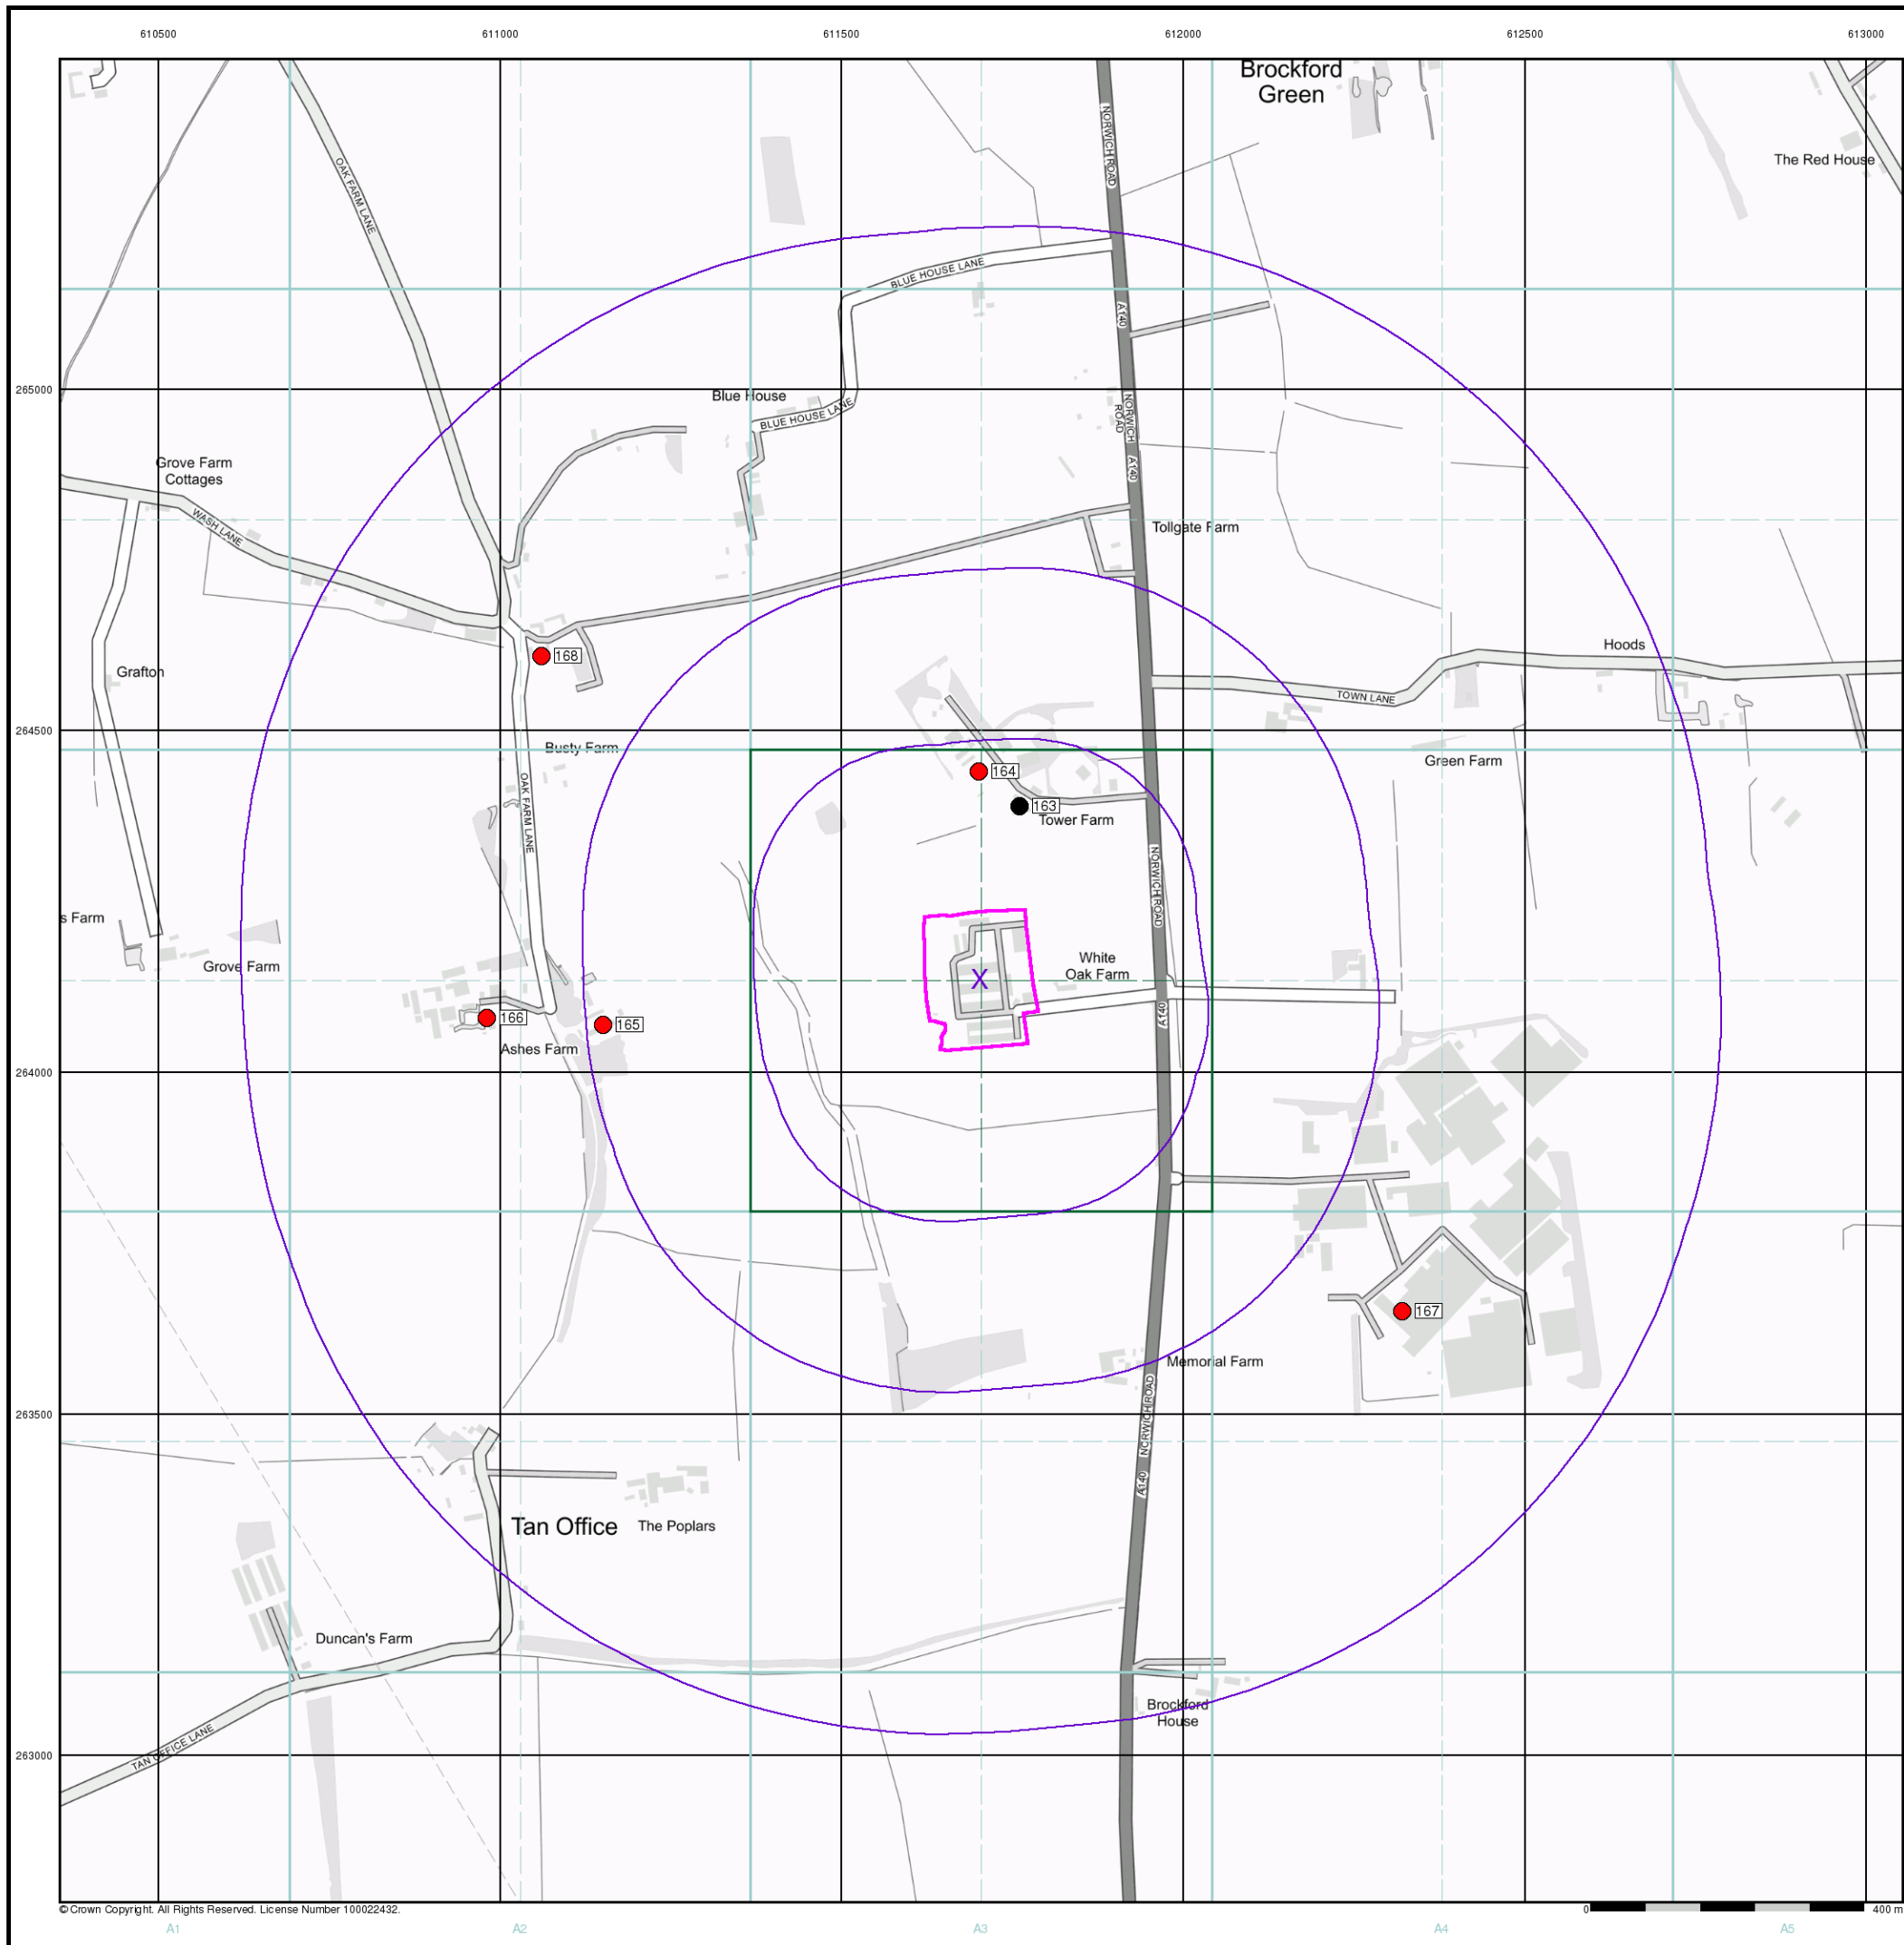 610500 611000 611500 612000 612500 613000
Brockford
Green
NORWICH ROAD
The Red House
OAK FARM LANE
BLUE HOUSE LANE
A140
265000
Blue House
BLUE HOUSE LANE
NORWICH
ROAD
A140
Grove Farm
Cottages
WASH LANE
Tollgate Farm
168
Grafton
Hoods
TOWN LANE
264500
Busty Farm
Green Farm
164
163
Tower Farm
OAK FARM LANE
NORWICH ROAD
s Farm
Grove Farm
White
Oak Farm
X
166
165
A140
Ashes Farm
264000
167
Memorial Farm
NORWICH ROAD
263500
A140
Tan Office
The Poplars
Duncan's Farm
Brockford
House
TAN OFFICE LANE
263000
© Crown Copyright. All Rights Reserved. License Number 100022432.
0 400 m
A1 A2 A3 A4 A5